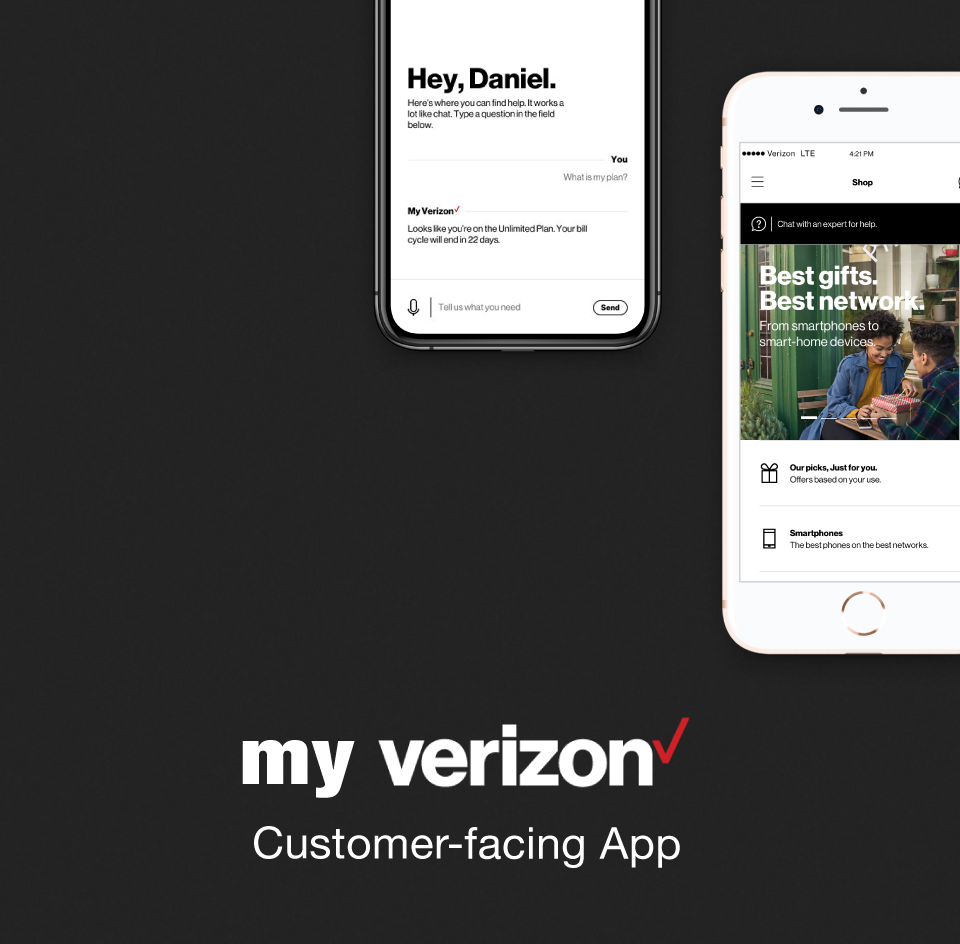 Hey, Daniel.
Here's where you can find help. It works a
lot like chat. Type a question in the field
below.
You
What is my plan?
My Verizon✓
Looks like you're on the Unlimited Plan. Your bill
cycle will end in 22 days.
Tell us what you need
Send
Verizon LTE
4:21 PM
Shop
Chat with an expert for help.
Best gifts.
Best network.
From smartphones to
smart-home devices.
Our picks, Just for you.
Offers based on your use.
Smartphones
The best phones on the best networks.
my verizon✓
Customer-facing App